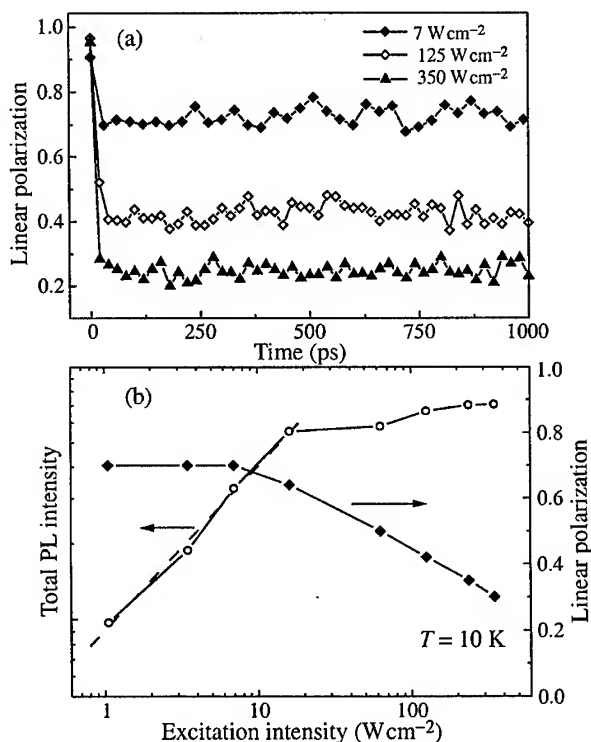 (a)
7 W cm−2
125 W cm−2
350 W cm−2
Linear polarization
1.0
0.8
0.6
0.4
0.2
0
250
500
750
1000
Time (ps)
(b)
Total PL intensity
Linear polarization
1.0
0.8
0.6
0.4
0.2
0.0
T = 10 K
1
10
100
Excitation intensity (W cm−2)